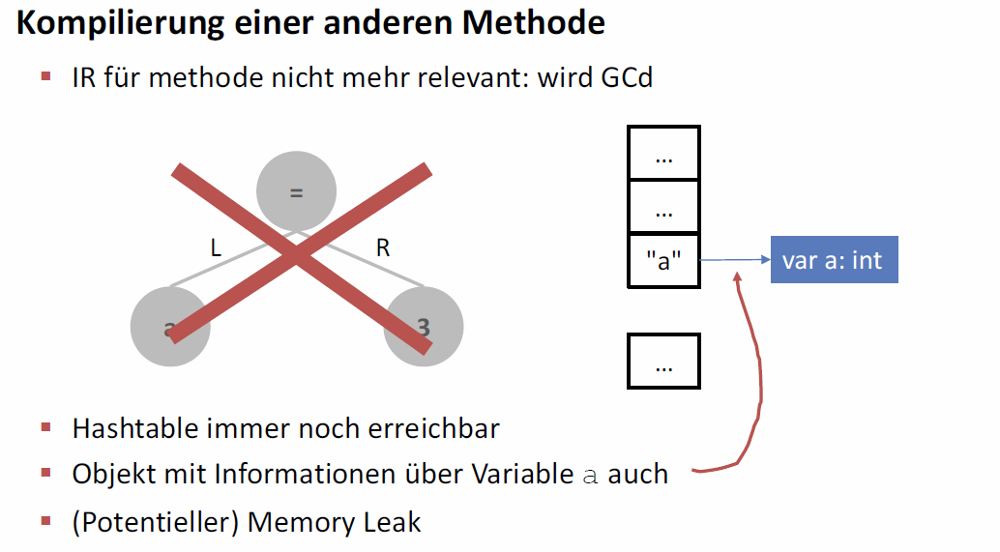 Kompilierung einer anderen Methode
IR für methode nicht mehr relevant: wird GCd
=
L
R
a
3
...
...
"a"
var a: int
...
Hashtable immer noch erreichbar
Objekt mit Informationen über Variable a auch
(Potentieller) Memory Leak